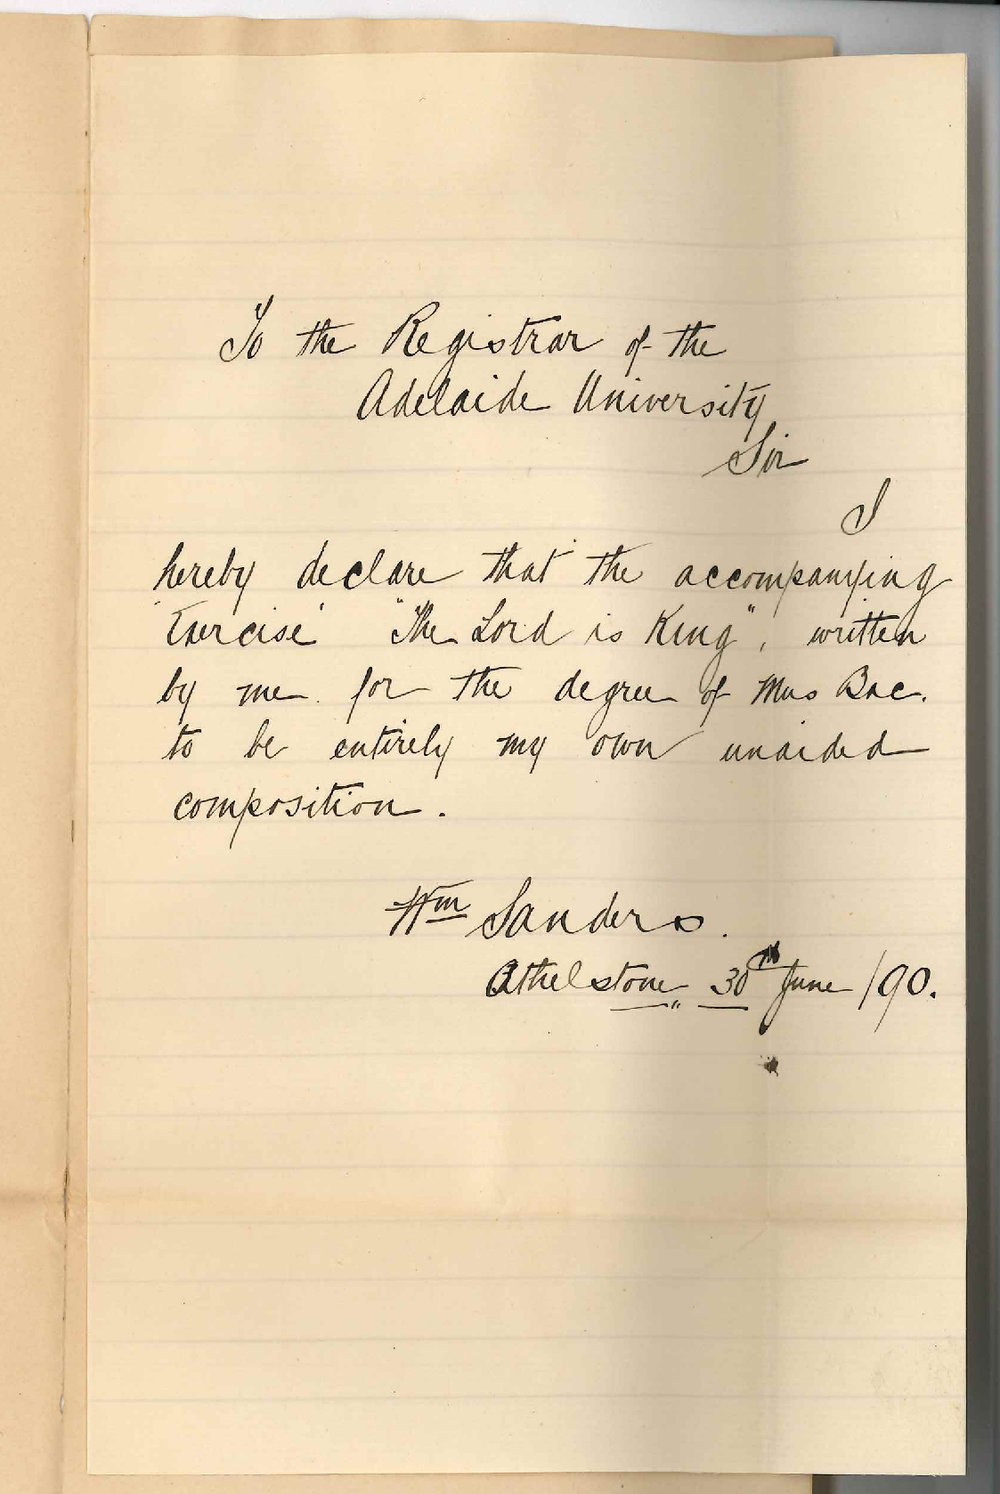 To the Registrar of the
Adelaide University
Sir
I
hereby declare that the accompanying
'Exercise' "The Lord is King", written
by me for the degree of Mus Bac.
to be entirely my own unaided
composition.
Wm Sanders.
Athelstone 30th June /90.